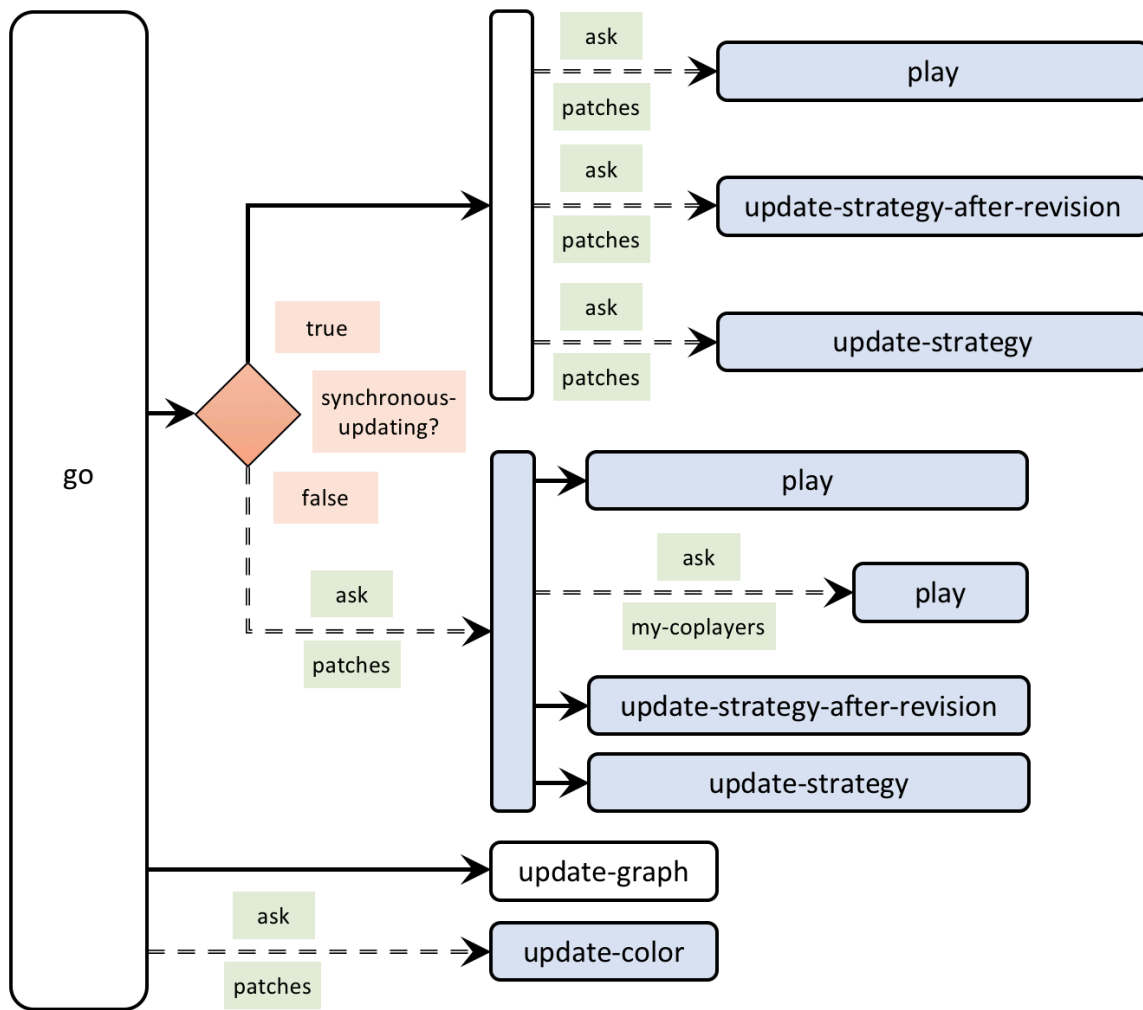 go
true
synchronous-
updating?
false
ask
patches
play
ask
patches
update-strategy-after-revision
ask
patches
update-strategy
ask
patches
play
ask
my-coplayers
play
update-strategy-after-revision
update-strategy
update-graph
ask
patches
update-color